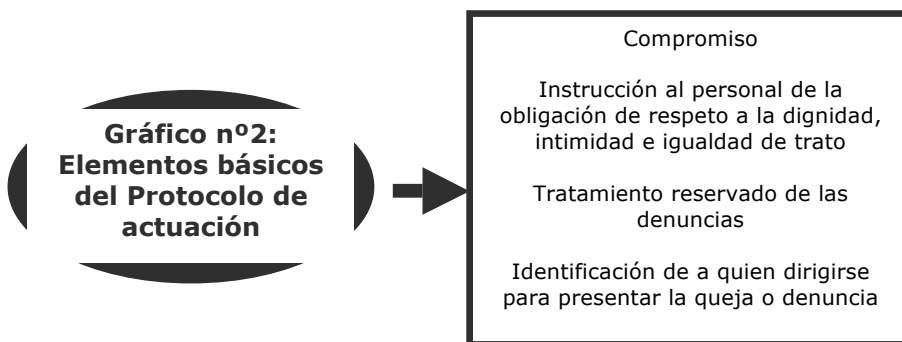 Gráfico nº2:
Elementos básicos
del Protocolo de
actuación
Compromiso
Instrucción al personal de la
obligación de respeto a la dignidad,
intimidad e igualdad de trato
Tratamiento reservado de las
denuncias
Identificación de a quien dirigirse
para presentar la queja o denuncia